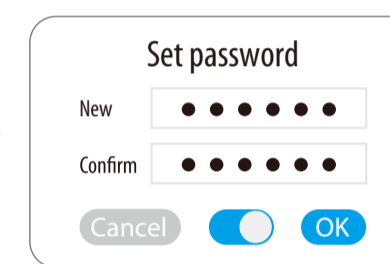 Set password
New ●●●●●●
Confirm ●●●●●●
Cancel OK